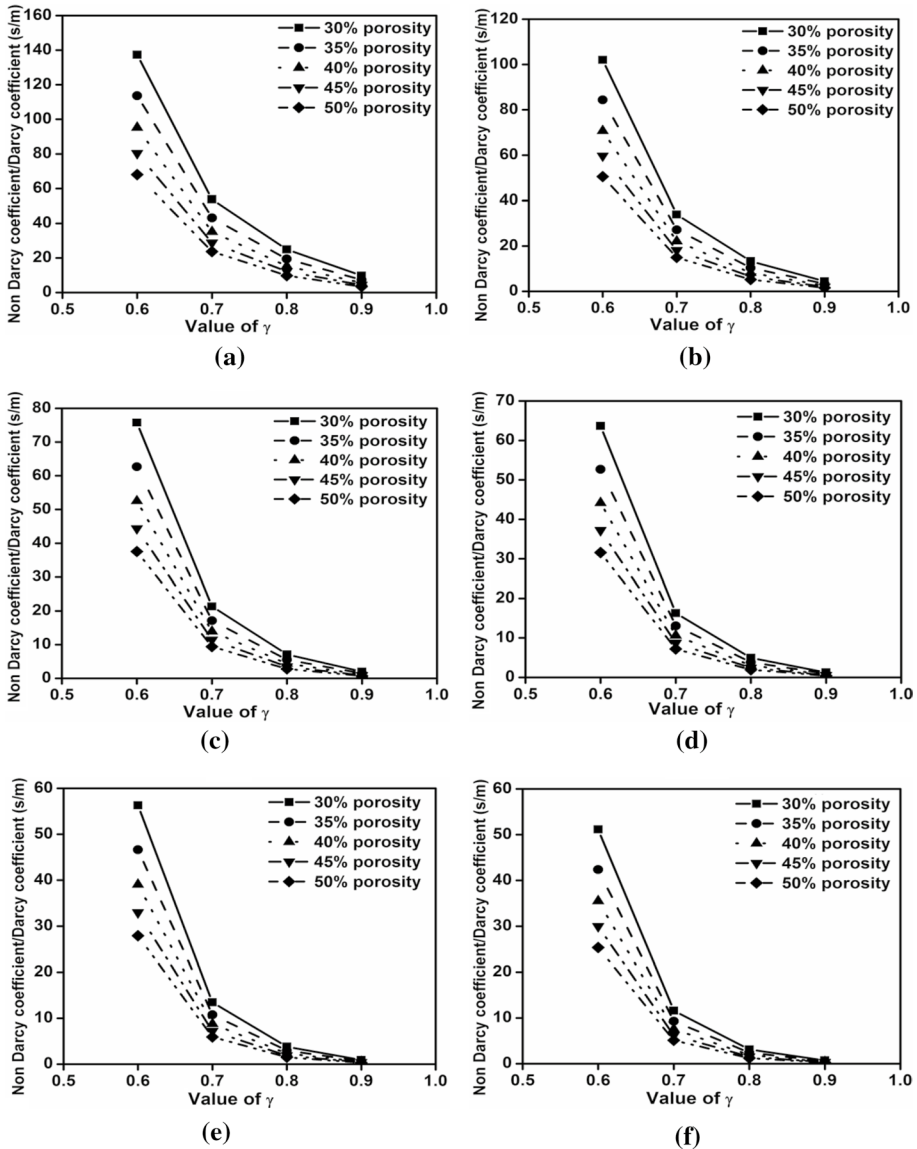 Non Darcy coefficient/Darcy coefficient (s/m)
160
140
120
100
80
60
40
20
0
30% porosity
35% porosity
40% porosity
45% porosity
50% porosity
0.5 0.6 0.7 0.8 0.9 1.0
Value of γ
(a)
Non Darcy coefficient/Darcy coefficient (s/m)
120
100
80
60
40
20
0
30% porosity
35% porosity
40% porosity
45% porosity
50% porosity
0.5 0.6 0.7 0.8 0.9 1.0
Value of γ
(b)
Non Darcy coefficient/Darcy coefficient (s/m)
80
70
60
50
40
30
20
10
0
30% porosity
35% porosity
40% porosity
45% porosity
50% porosity
0.5 0.6 0.7 0.8 0.9 1.0
Value of γ
(c)
Non Darcy coefficient/Darcy coefficient (s/m)
70
60
50
40
30
20
10
0
30% porosity
35% porosity
40% porosity
45% porosity
50% porosity
0.5 0.6 0.7 0.8 0.9 1.0
Value of γ
(d)
Non Darcy coefficient/Darcy coefficient (s/m)
60
50
40
30
20
10
0
30% porosity
35% porosity
40% porosity
45% porosity
50% porosity
0.5 0.6 0.7 0.8 0.9 1.0
Value of γ
(e)
Non Darcy coefficient/Darcy coefficient (s/m)
60
50
40
30
20
10
0
30% porosity
35% porosity
40% porosity
45% porosity
50% porosity
0.5 0.6 0.7 0.8 0.9 1.0
Value of γ
(f)